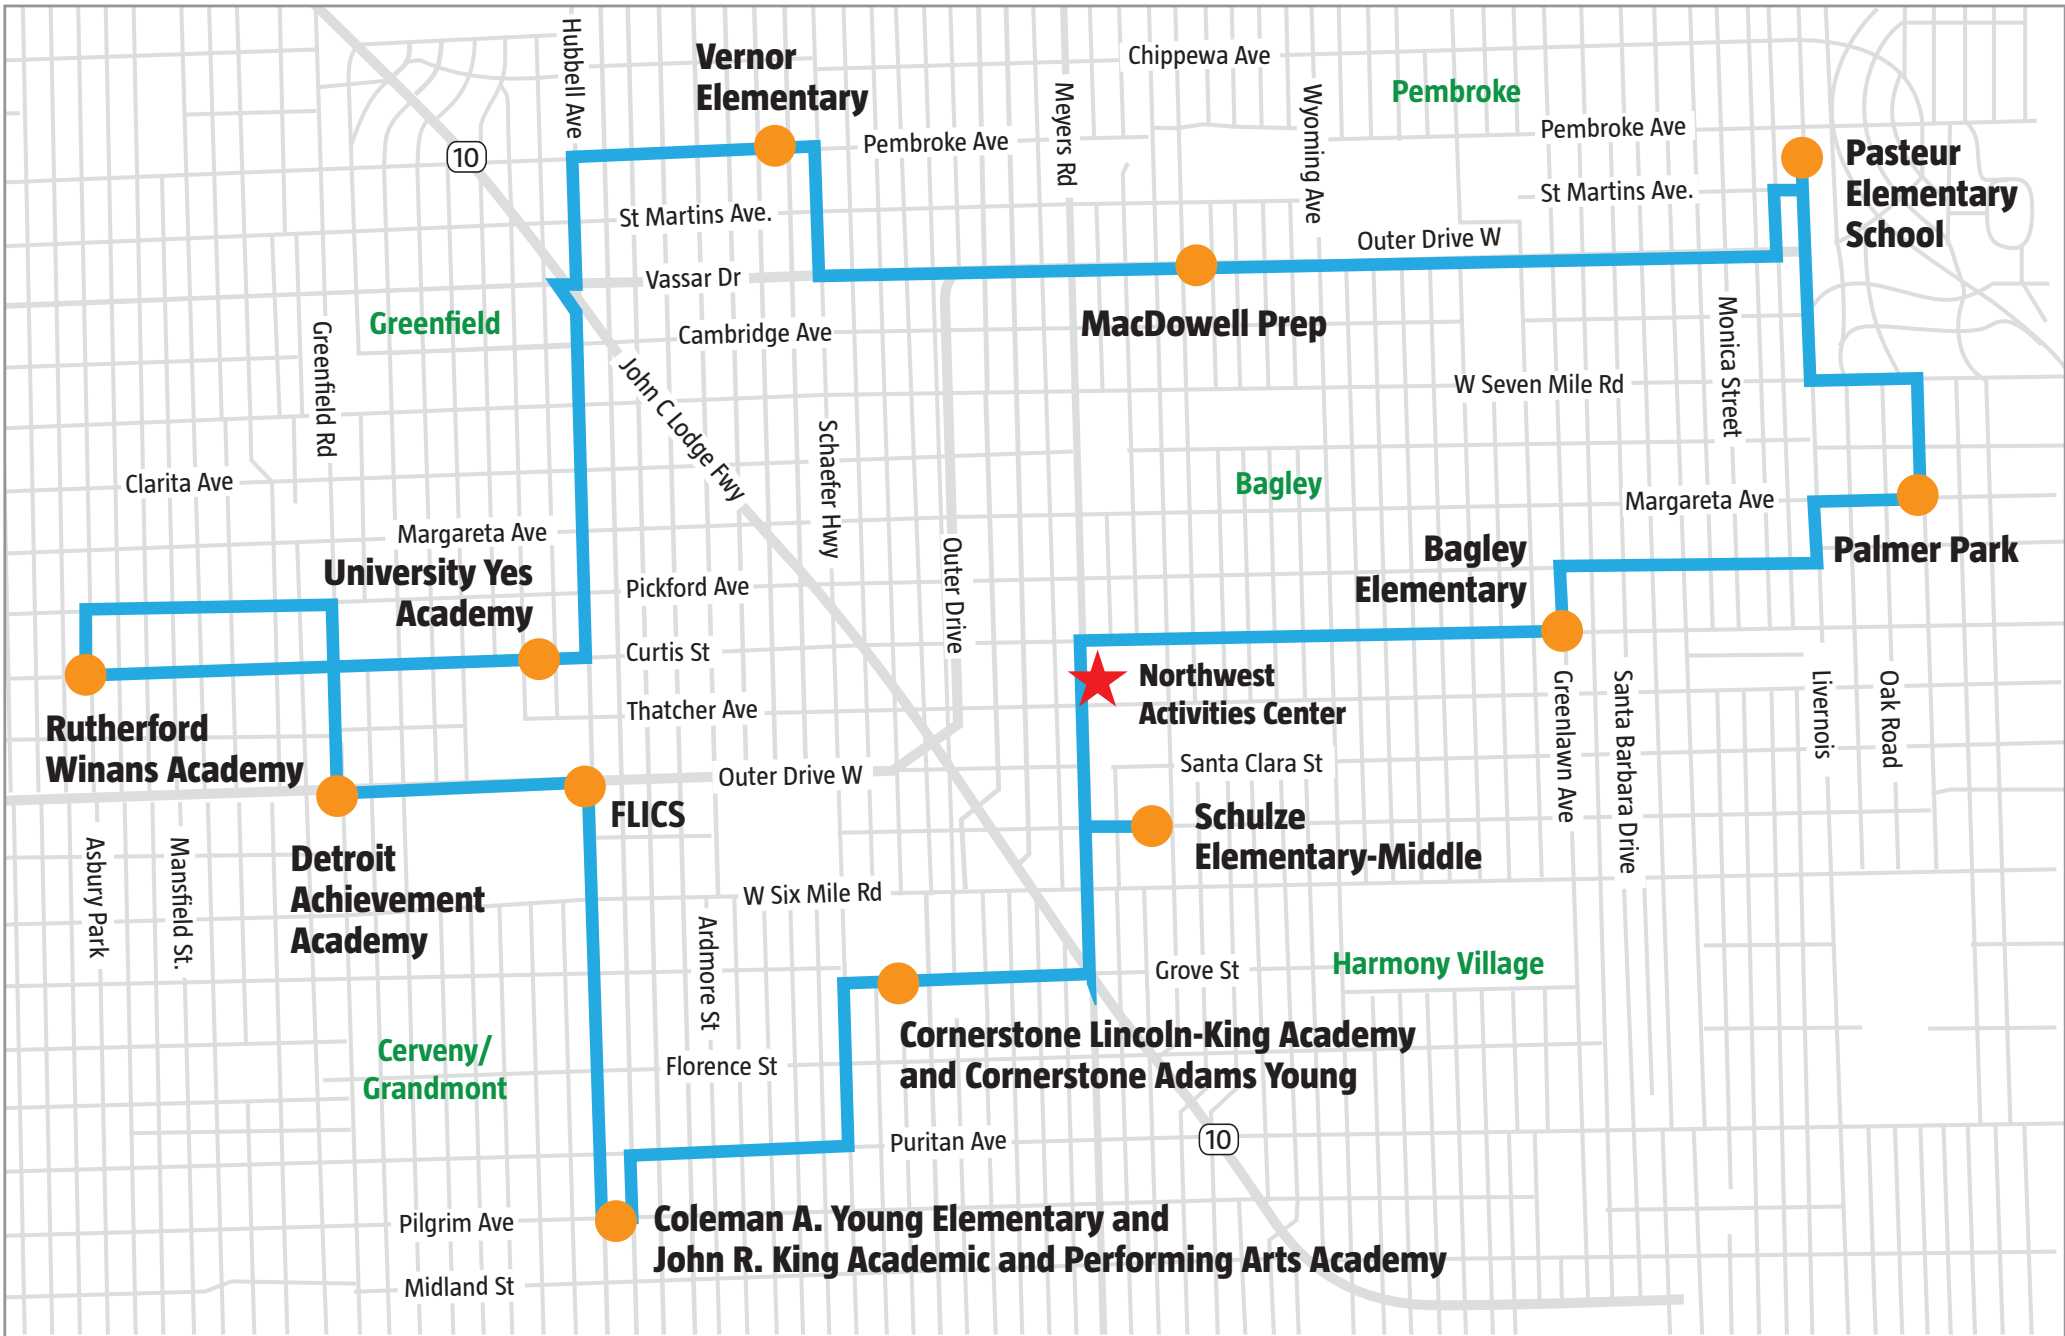 Hubbell Ave
Vernor
Elementary
Chippewa Ave
Pembroke
Meyers Rd
Wyoming Ave
10
Pembroke Ave
Pembroke Ave
Pasteur
Elementary
School
St Martins Ave.
St Martins Ave.
Outer Drive W
Vassar Dr
Greenfield
Cambridge Ave
MacDowell Prep
Greenfield Rd
John C Lodge Fwy
Monica Street
W Seven Mile Rd
Schaefer Hwy
Clarita Ave
Bagley
Margareta Ave
Margareta Ave
University Yes
Academy
Outer Drive
Bagley
Elementary
Palmer Park
Pickford Ave
Curtis St
Northwest
Activities Center
Greenlawn Ave
Santa Barbara Drive
Livernois
Oak Road
Rutherford
Winans Academy
Thatcher Ave
Outer Drive W
Santa Clara St
FLICS
Schulze
Elementary-Middle
Asbury Park
Mansfield St.
Detroit
Achievement
Academy
W Six Mile Rd
Ardmore St
Grove St
Harmony Village
Cornerstone Lincoln-King Academy
and Cornerstone Adams Young
Cerveny/
Grandmont
Florence St
Puritan Ave
10
Pilgrim Ave
Coleman A. Young Elementary and
John R. King Academic and Performing Arts Academy
Midland St